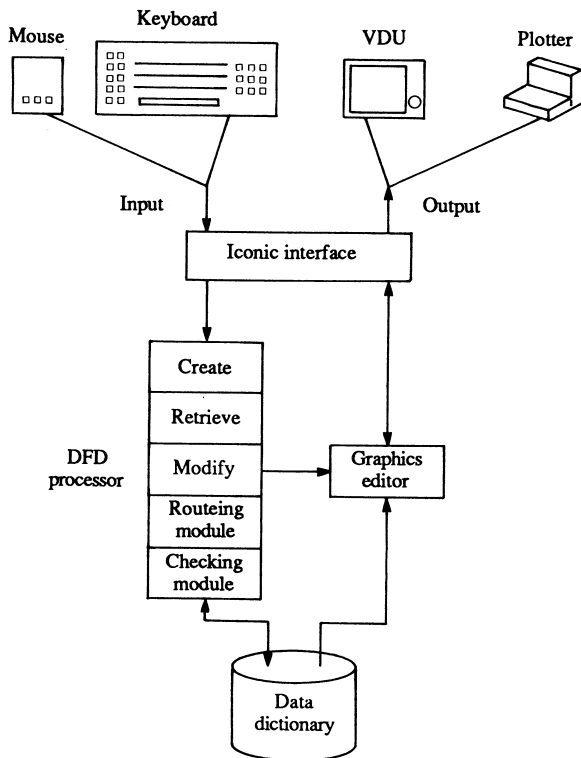 Mouse
Keyboard
VDU
Plotter
Input
Output
Iconic interface
Create
Retrieve
DFD
processor
Modify
Routeing
module
Checking
module
Graphics
editor
Data
dictionary